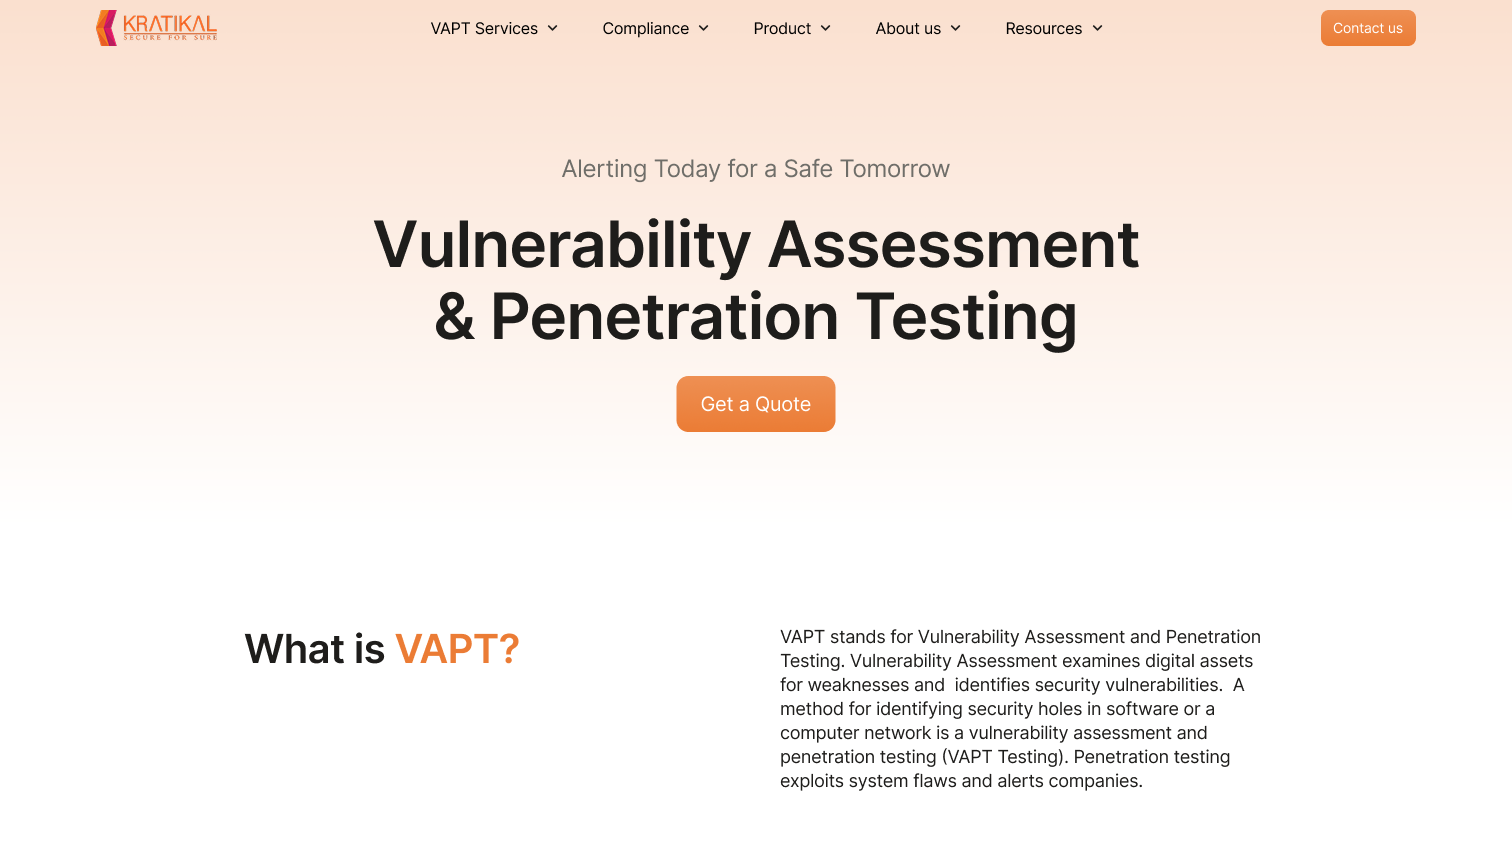 KRATIKAL
SECURE FOR SURE
VAPT Services
Compliance
Product
About us
Resources
Contact us
Alerting Today for a Safe Tomorrow
Vulnerability Assessment
& Penetration Testing
Get a Quote
What is VAPT?
VAPT stands for Vulnerability Assessment and Penetration
Testing. Vulnerability Assessment examines digital assets
for weaknesses and  identifies security vulnerabilities.  A
method for identifying security holes in software or a
computer network is a vulnerability assessment and
penetration testing (VAPT Testing). Penetration testing
exploits system flaws and alerts companies.